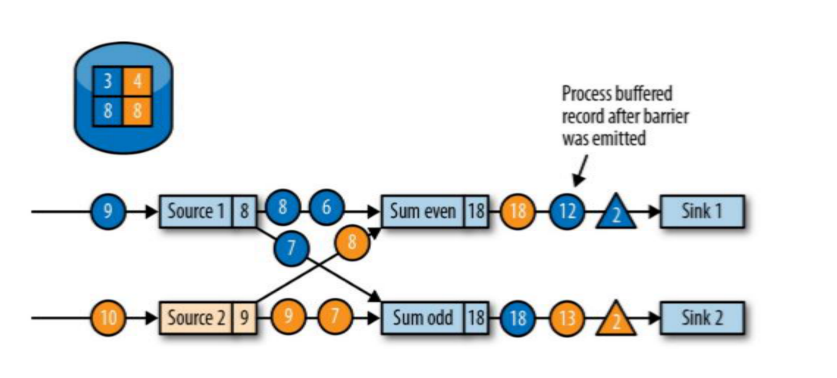 3 4
8 8
Process buffered
record after barrier
was emitted
9 Source 1 8 8 6 Sum even 18 18 12 2 Sink 1
7 8
10 Source 2 9 9 7 Sum odd 18 18 13 2 Sink 2